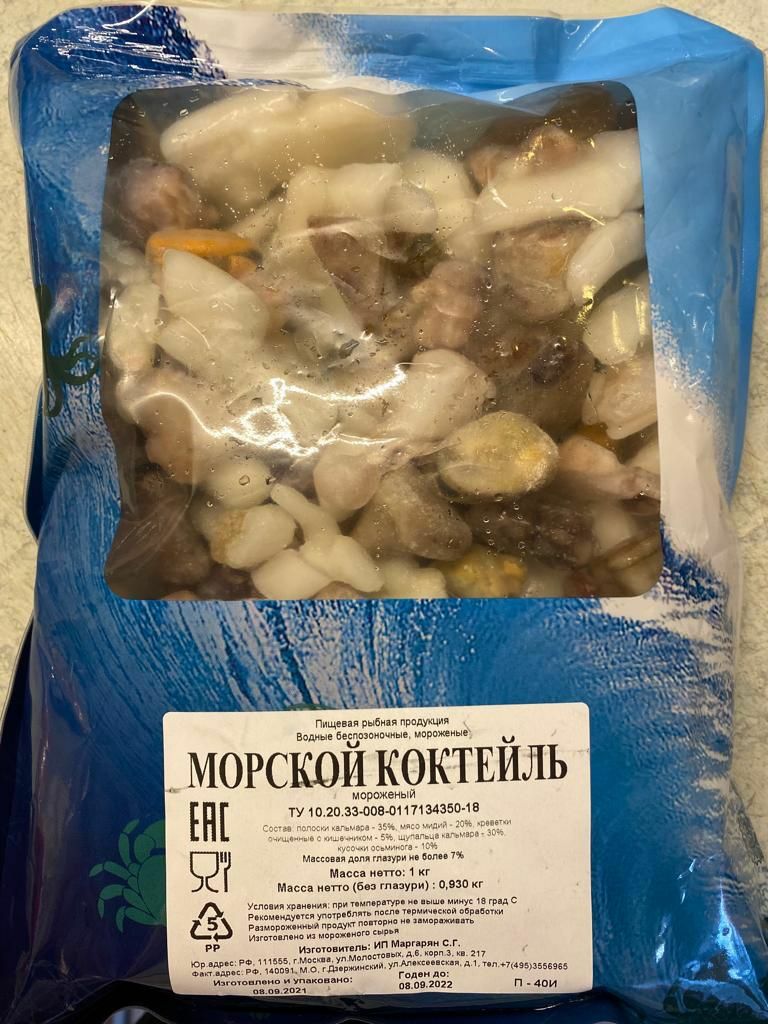 Пищевая рыбная продукция
Водные беспозоночные, мороженые
МОРСКОЙ КОКТЕЙЛЬ
мороженый
ТУ 10.20.33-008-0117134350-18
EAC
Состав: полоски кальмара - 35%, мясо мидий - 20%, креветки
очищенные с кишечником - 5%, щупальца кальмара - 30%,
кусочки осьминога - 10%
Массовая доля глазури не более 7%
Масса нетто: 1 кг
Масса нетто (без глазури) : 0,930 кг
5
PP
Условия хранения: при температуре не выше минус 18 град С
Рекомендуется употреблять после термической обработки
Размороженный продукт повторно не замораживать
Изготовлено из мороженого сырья
Изготовитель: ИП Маргарян С.Г.
Юр.адрес: РФ, 111555, г.Москва, ул.Молостовых, д.6, корп.3, кв. 217
Факт.адрес: РФ, 140091, М.О, г.Дзержинский, ул.Алексеевская, д.1, тел.+7(495)3556965
Изготовлено и упаковано: Годен до:
08.09.2021 08.09.2022 П - 40И